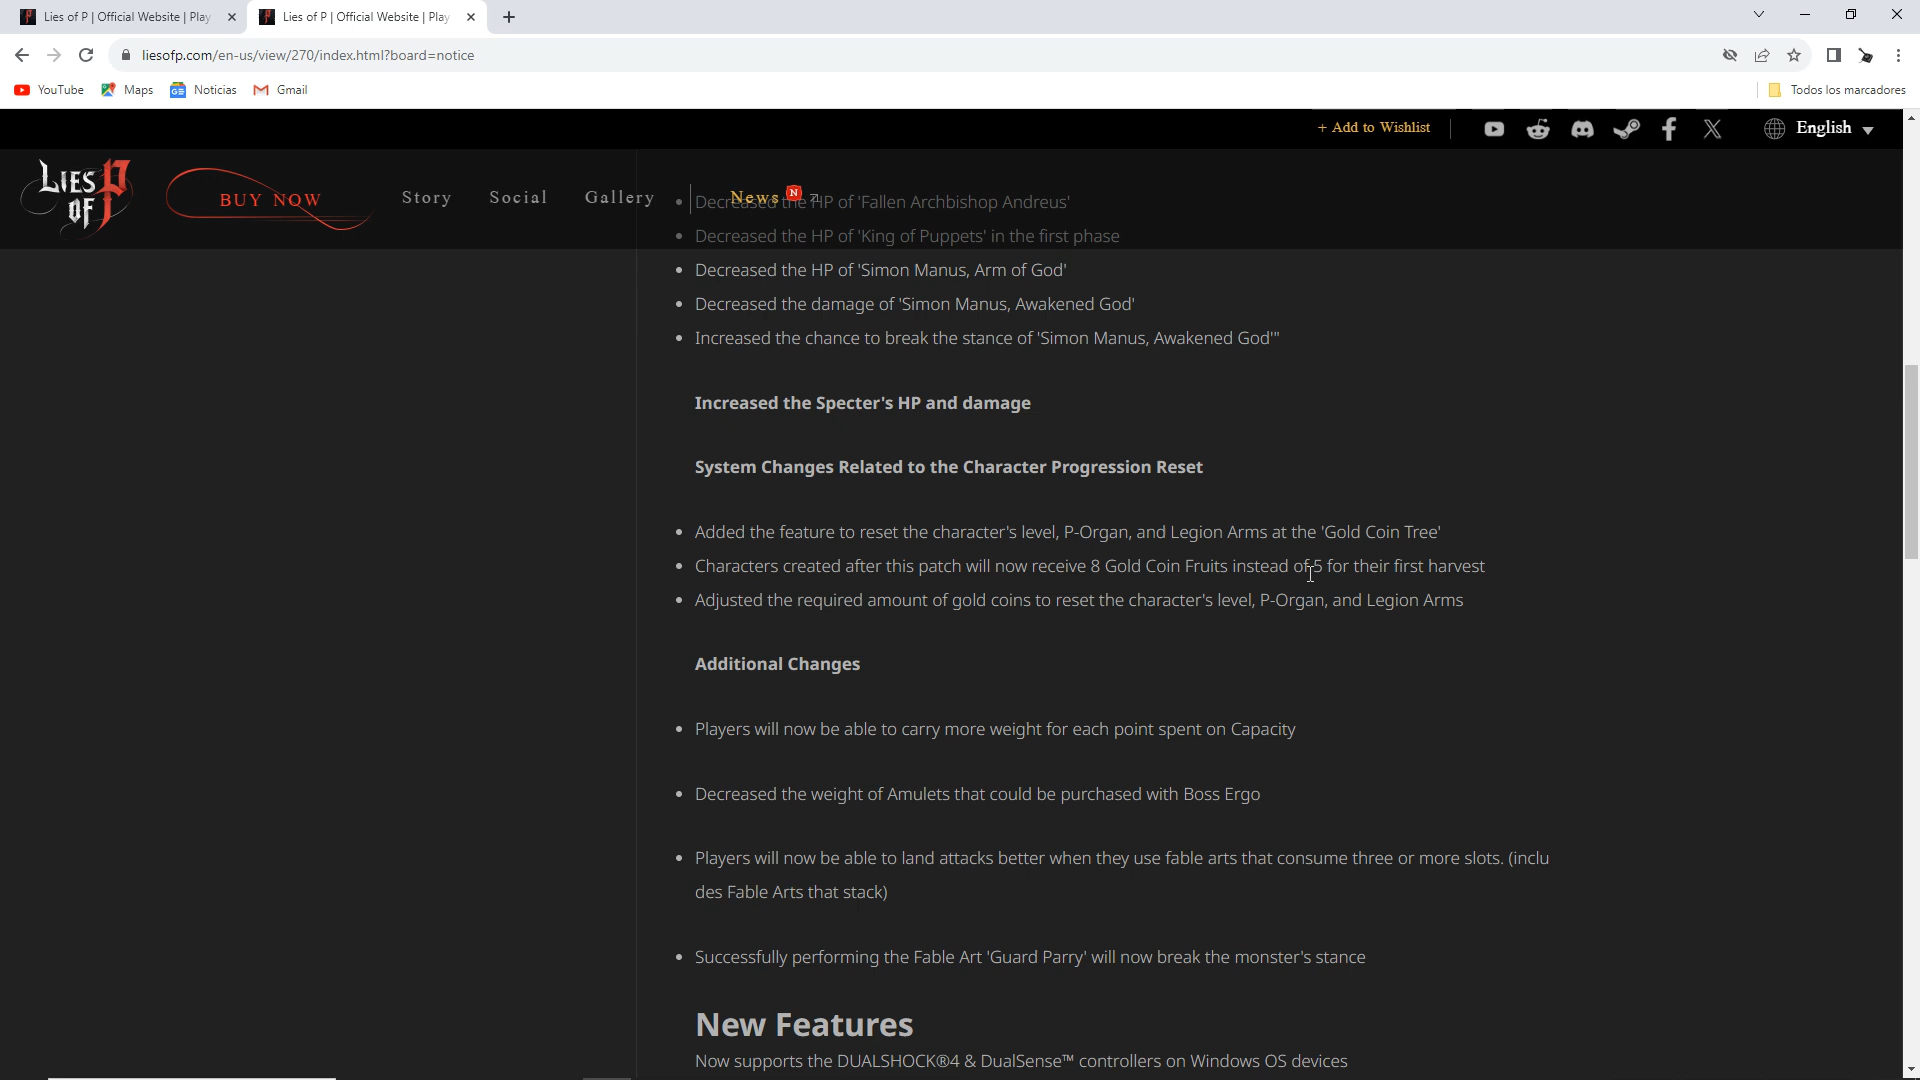 Lies of P | Official Website | Play
Lies of P | Official Website | Play
liesofp.com/en-us/view/270/index.html?board=notice
YouTube
Maps
Noticias
Gmail
Todos los marcadores
+ Add to Wishlist
English
LIES OF P
BUY NOW
Story
Social
Gallery
News
N
Decreased the HP of 'Fallen Archbishop Andreus'
Decreased the HP of 'King of Puppets' in the first phase
Decreased the HP of 'Simon Manus, Arm of God'
Decreased the damage of 'Simon Manus, Awakened God'
Increased the chance to break the stance of 'Simon Manus, Awakened God'"
Increased the Specter's HP and damage
System Changes Related to the Character Progression Reset
Added the feature to reset the character's level, P-Organ, and Legion Arms at the 'Gold Coin Tree'
Characters created after this patch will now receive 8 Gold Coin Fruits instead of 5 for their first harvest
Adjusted the required amount of gold coins to reset the character's level, P-Organ, and Legion Arms
Additional Changes
Players will now be able to carry more weight for each point spent on Capacity
Decreased the weight of Amulets that could be purchased with Boss Ergo
Players will now be able to land attacks better when they use fable arts that consume three or more slots. (inclu
des Fable Arts that stack)
Successfully performing the Fable Art 'Guard Parry' will now break the monster's stance
New Features
Now supports the DUALSHOCK®4 & DualSense™ controllers on Windows OS devices